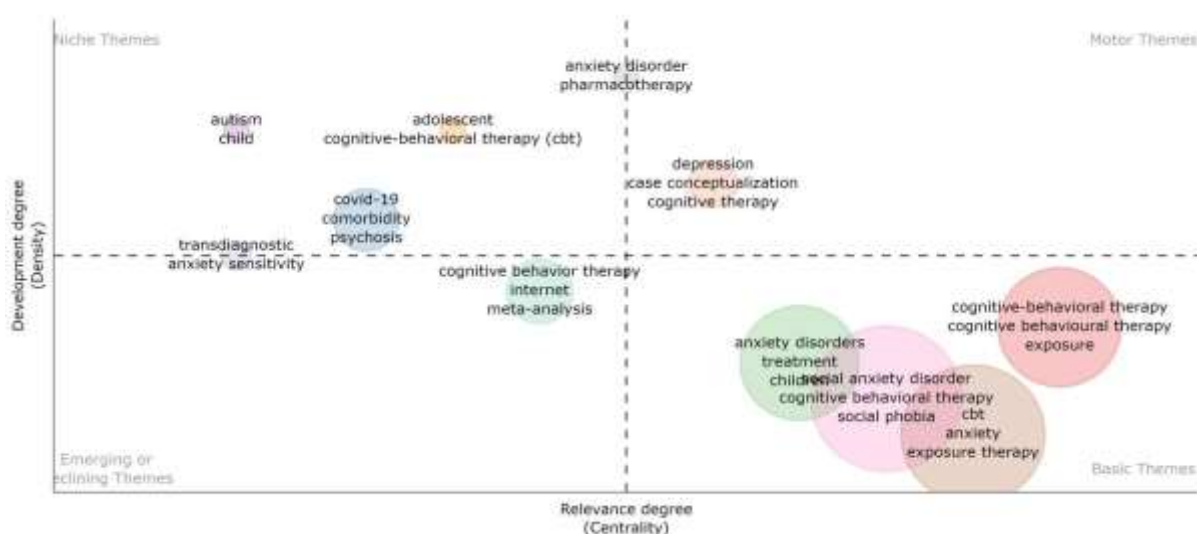 Niche Themes
Motor Themes
anxiety disorder
pharmacotherapy
autism
child
adolescent
cognitive-behavioral therapy (cbt)
depression
case conceptualization
cognitive therapy
covid-19
comorbidity
psychosis
transdiagnostic
anxiety sensitivity
cognitive behavior therapy
internet
meta-analysis
cognitive-behavioral therapy
cognitive behavioural therapy
exposure
anxiety disorders
treatment
children
social anxiety disorder
cognitive behavioral therapy
social phobia
cbt
anxiety
exposure therapy
Emerging or
eclining Themes
Basic Themes
Development degree
(Density)
Relevance degree
(Centrality)